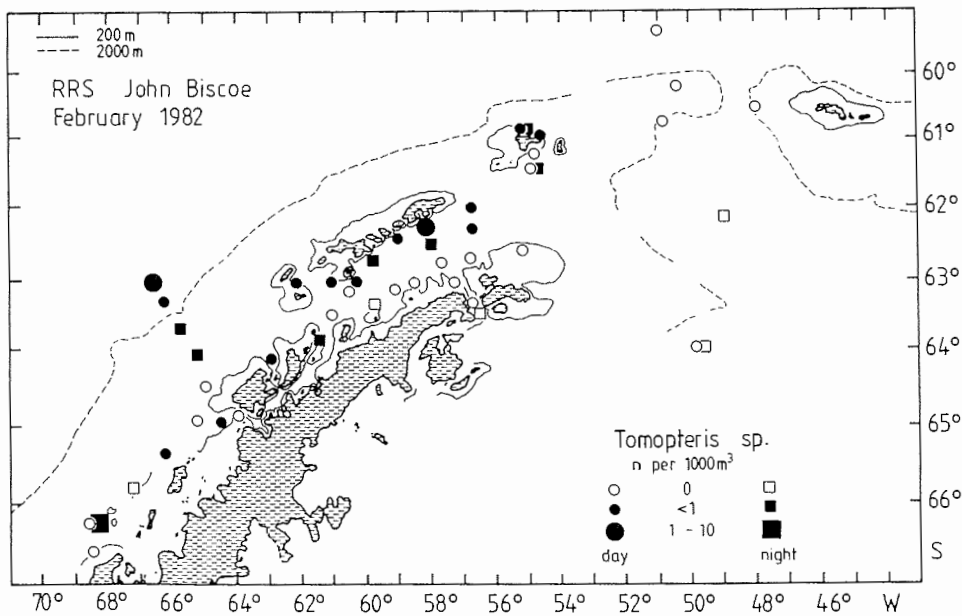 200 m
2000 m
RRS John Biscoe
February 1982
60°
61°
62°
63°
64°
65°
66°
S
Tomopteris sp.
n per 1000m³
0
<1
1 - 10
day night
70° 68° 66° 64° 62° 60° 58° 56° 54° 52° 50° 48° 46° W